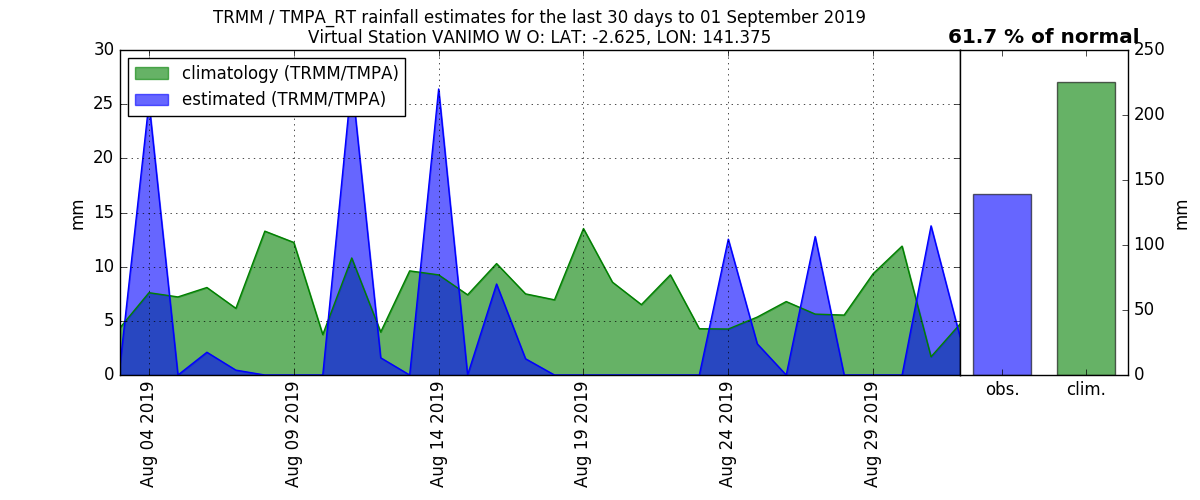 TRMM / TMPA_RT rainfall estimates for the last 30 days to 01 September 2019
Virtual Station VANIMO W O: LAT: -2.625, LON: 141.375
61.7 % of normal
climatology (TRMM/TMPA)
estimated (TRMM/TMPA)
30
25
20
15
10
5
0
mm
Aug 04 2019
Aug 09 2019
Aug 14 2019
Aug 19 2019
Aug 24 2019
Aug 29 2019
250
200
150
100
50
0
mm
obs.
clim.